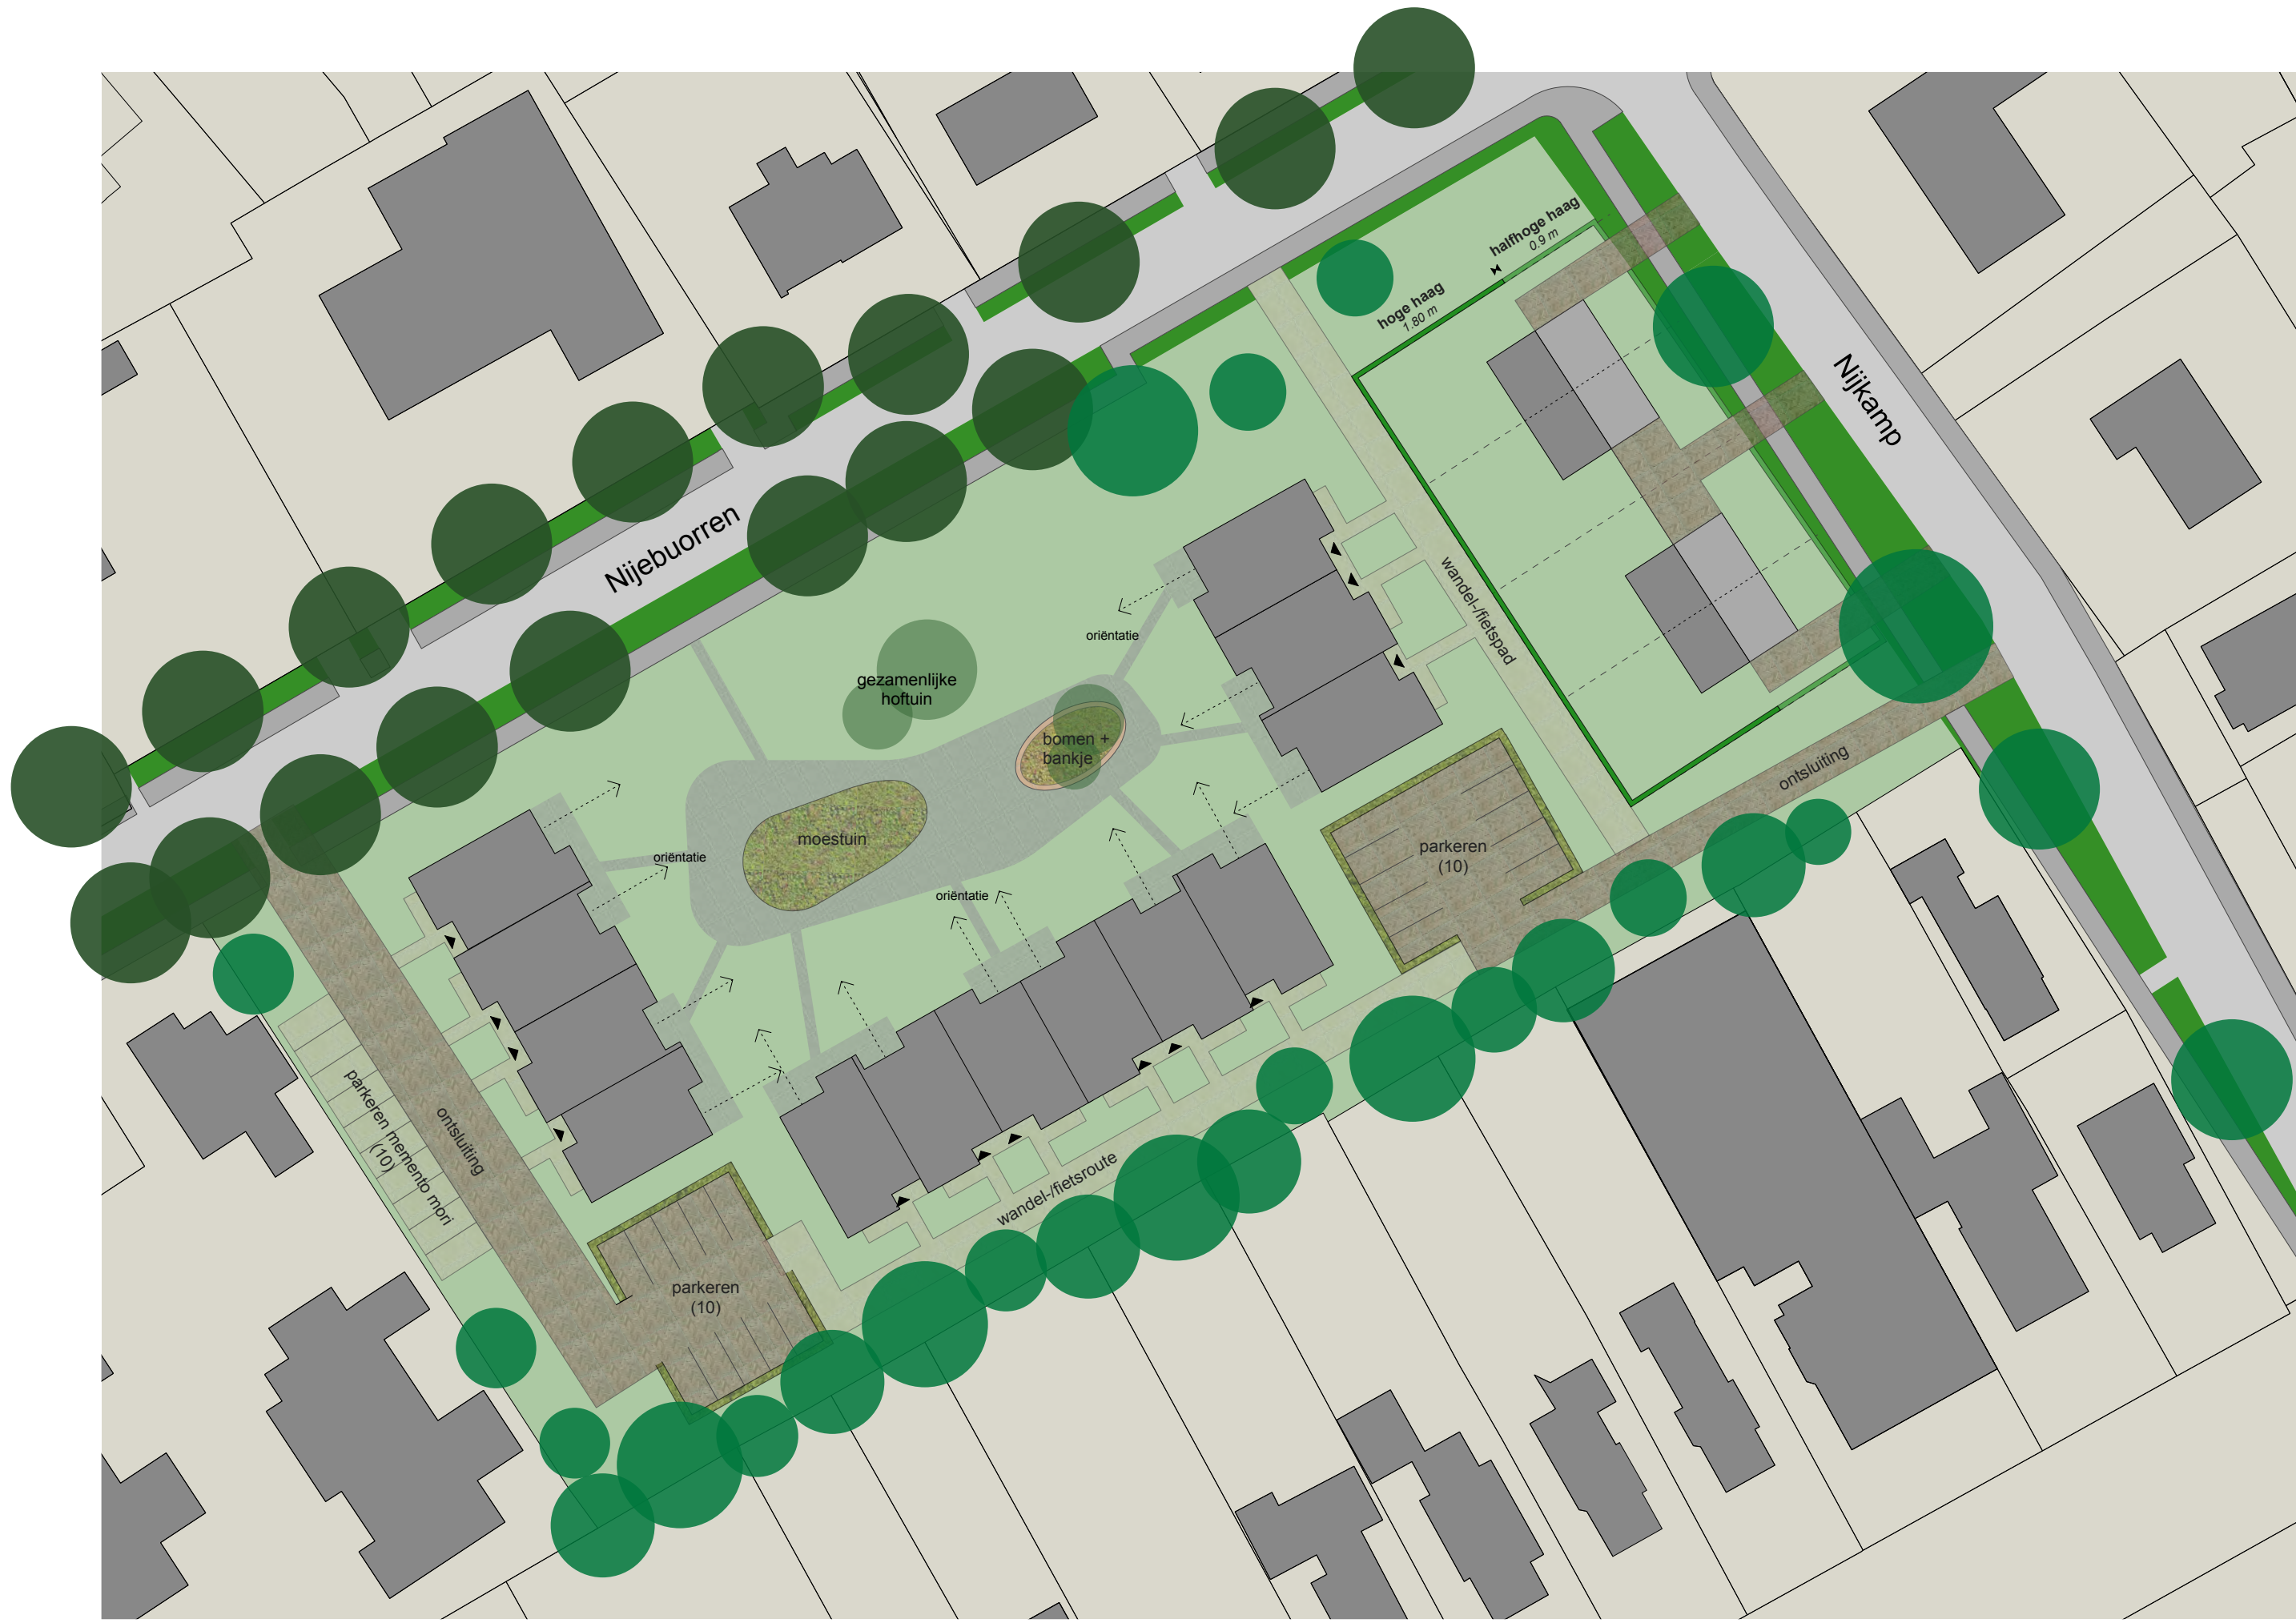 halfhoge haag
0.9 m
hoge haag
1.80 m
Nijkamp
Nijebuorren
wandel-/fietspad
oriëntatie
gezamenlijke
hoftuin
bomen +
bankje
ontsluiting
moestuin
oriëntatie
parkeren
(10)
oriëntatie
parkeren memento mori
(10)
ontsluiting
wandel-/fietsroute
parkeren
(10)